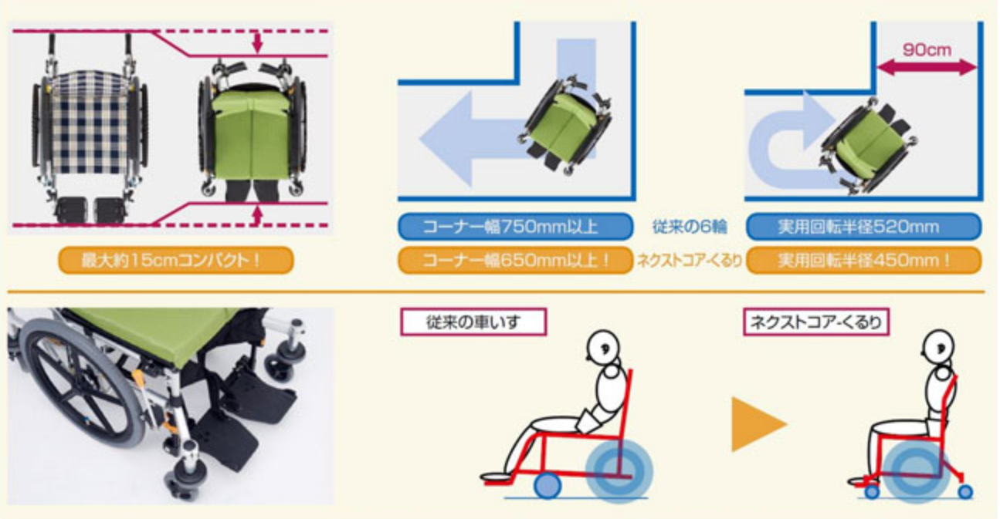 90cm
コーナー幅750mm以上
従来の6輪
実用回転半径520mm
最大約15cmコンパクト！
コーナー幅650mm以上！
ネクストコア-くるり
実用回転半径450mm！
従来の車いす
ネクストコア-くるり